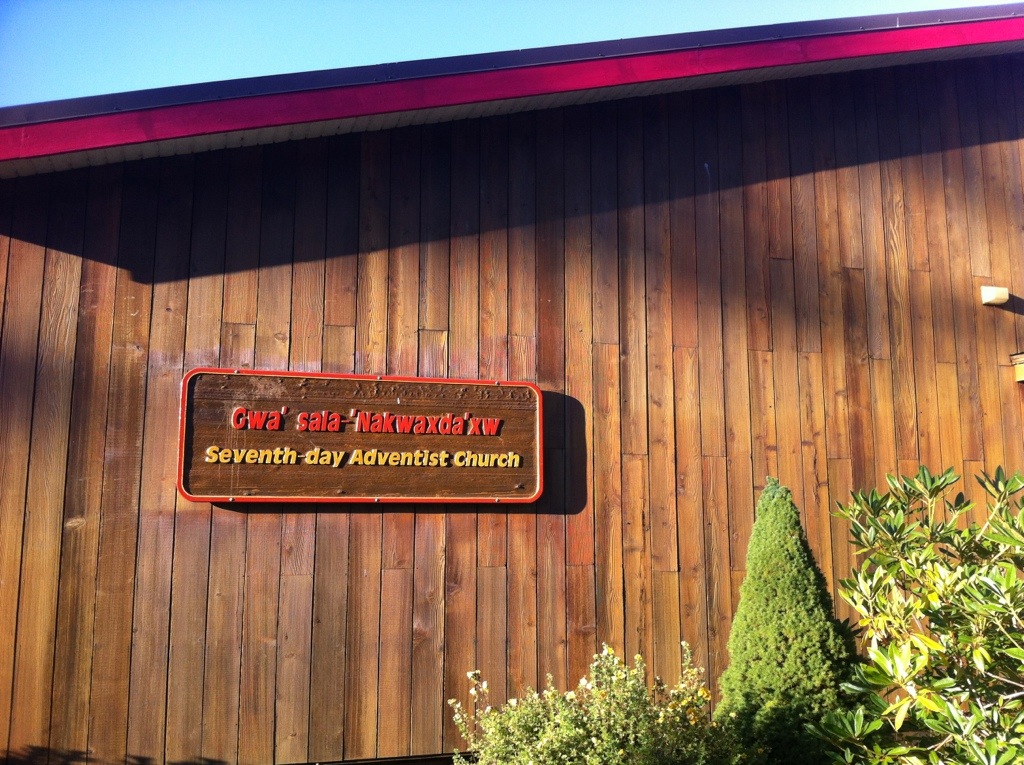 Gwa' sala-'Nakwaxda'xw
Seventh-day Adventist Church